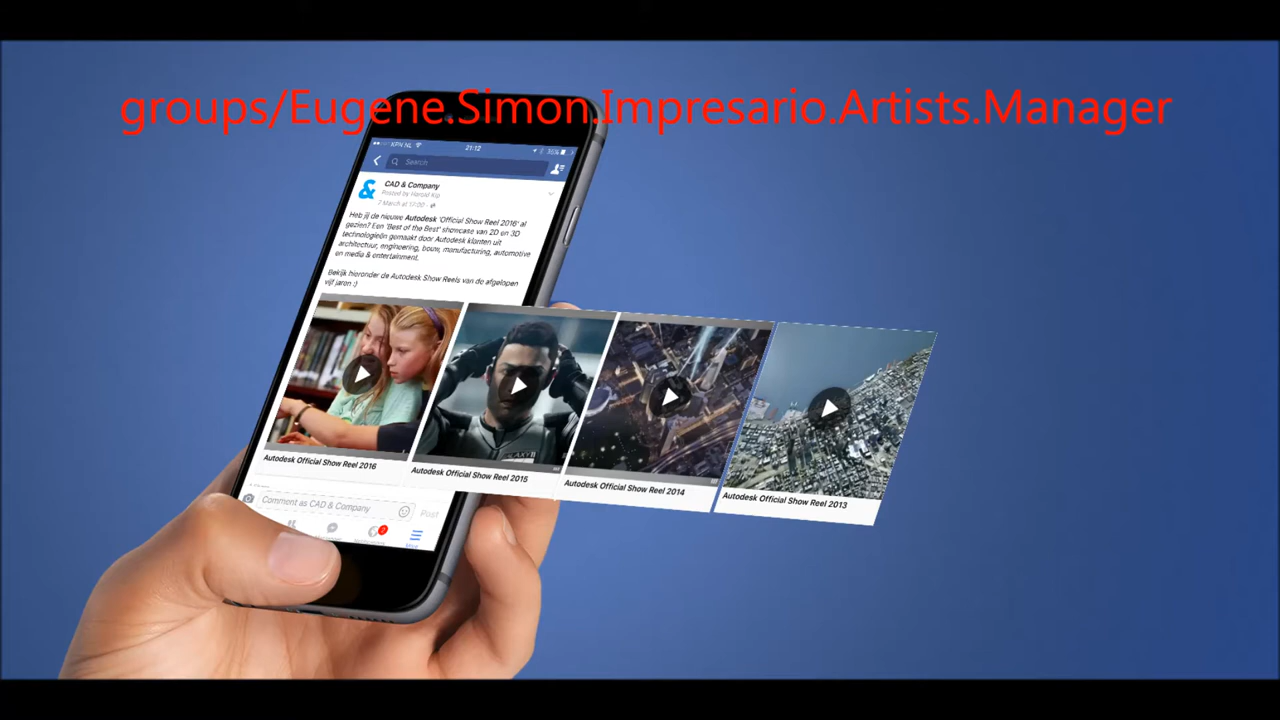 groups/Eugene.Simon.Impresario.Artists.Manager
KPN NL
21:12
Search
CAD & Company
Posted by Harold Kip
7 March at 17:00
Heb jij de nieuwe Autodesk 'Official Show Reel 2016' al
gezien? Een 'Best of the Best' showcase van 2D en 3D
technologieën gemaakt door Autodesk klanten uit
architectuur, engineering, bouw, manufacturing, automotive
en media & entertainment.
Bekijk hieronder de Autodesk Show Reels van de afgelopen
vijf jaren :)
Autodesk Official Show Reel 2016
Autodesk Official Show Reel 2015
Autodesk Official Show Reel 2014
Autodesk Official Show Reel 2013
Comment as CAD & Company
Post
More